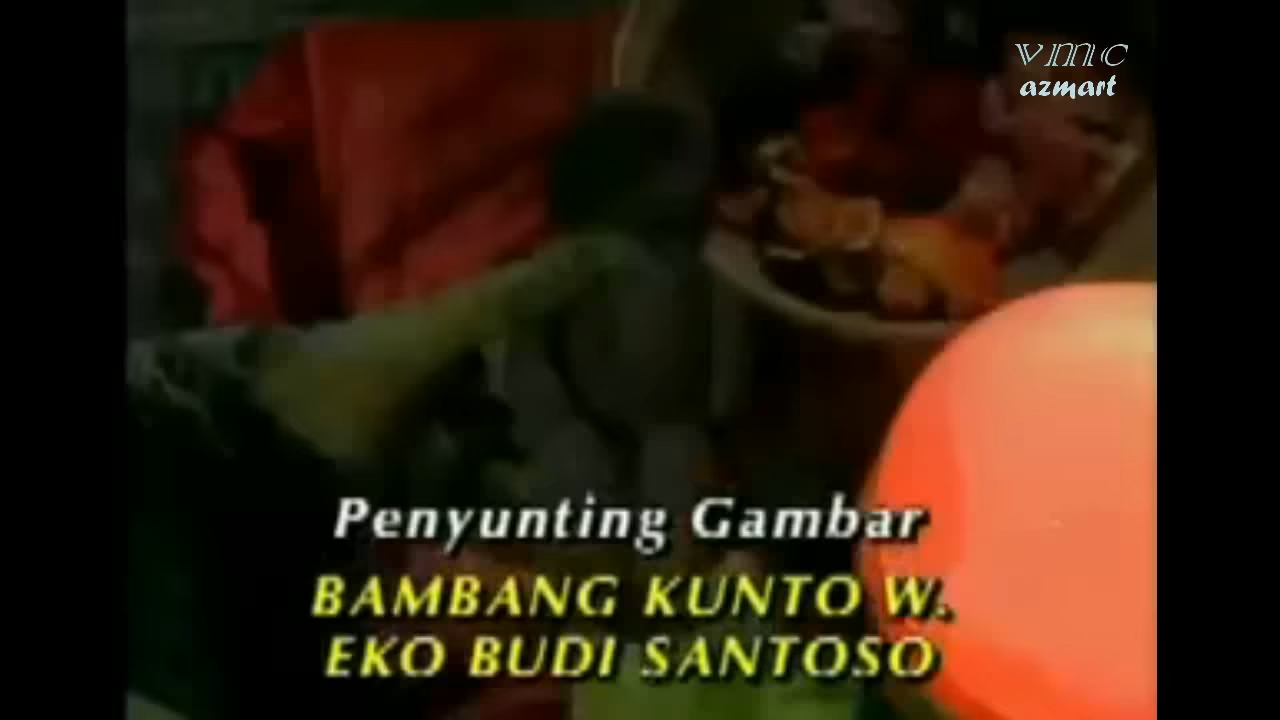 vmc
azmart
Penyunting Gambar
BAMBANG KUNTO W.
EKO BUDI SANTOSO